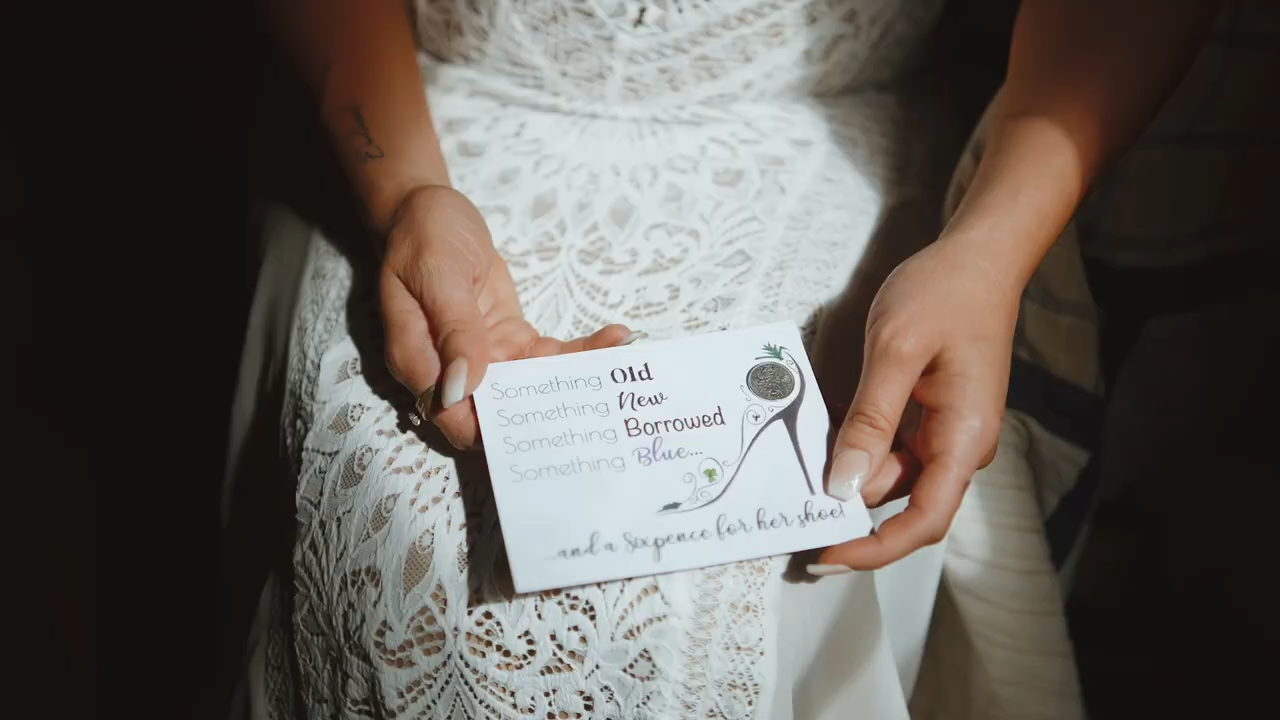 Something Old
Something New
Something Borrowed
Something Blue...
...and a Sixpence for her shoe!